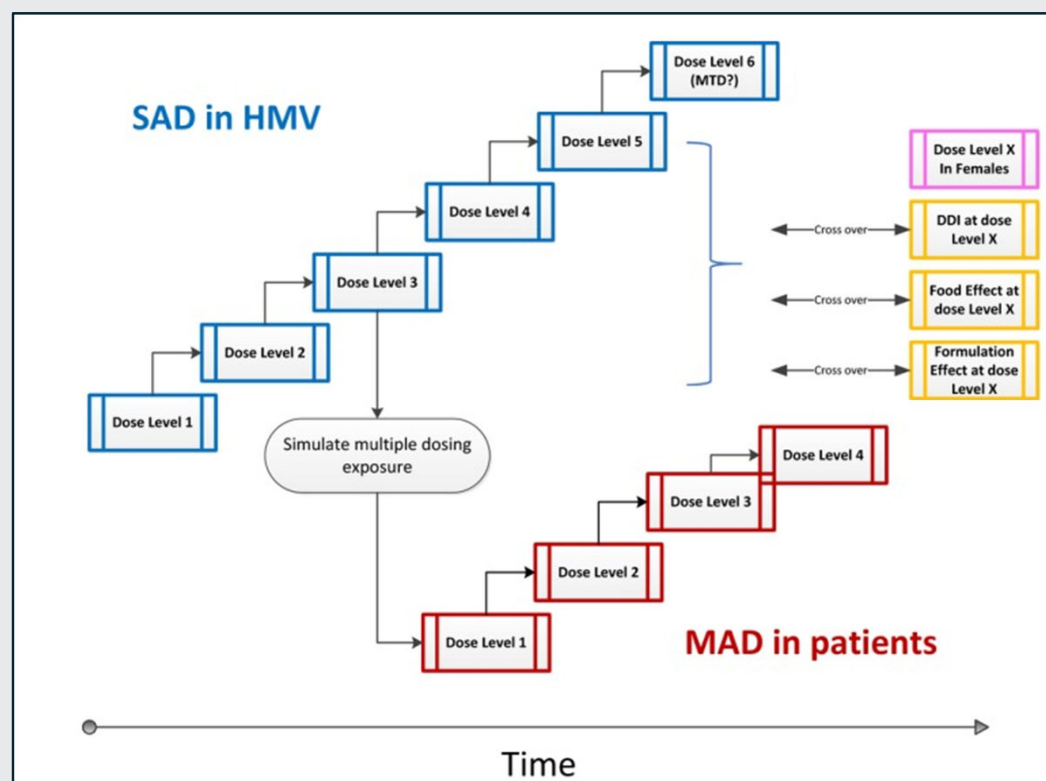 SAD in HMV
Dose Level 6
(MTD?)
Dose Level 5
Dose Level 4
Dose Level 3
Dose Level 2
Dose Level 1
Dose Level X
In Females
Cross over
DDI at dose
Level X
Cross over
Food Effect at
dose Level X
Cross over
Formulation
Effect at dose
Level X
Simulate multiple dosing
exposure
Dose Level 4
Dose Level 3
Dose Level 2
Dose Level 1
MAD in patients
Time